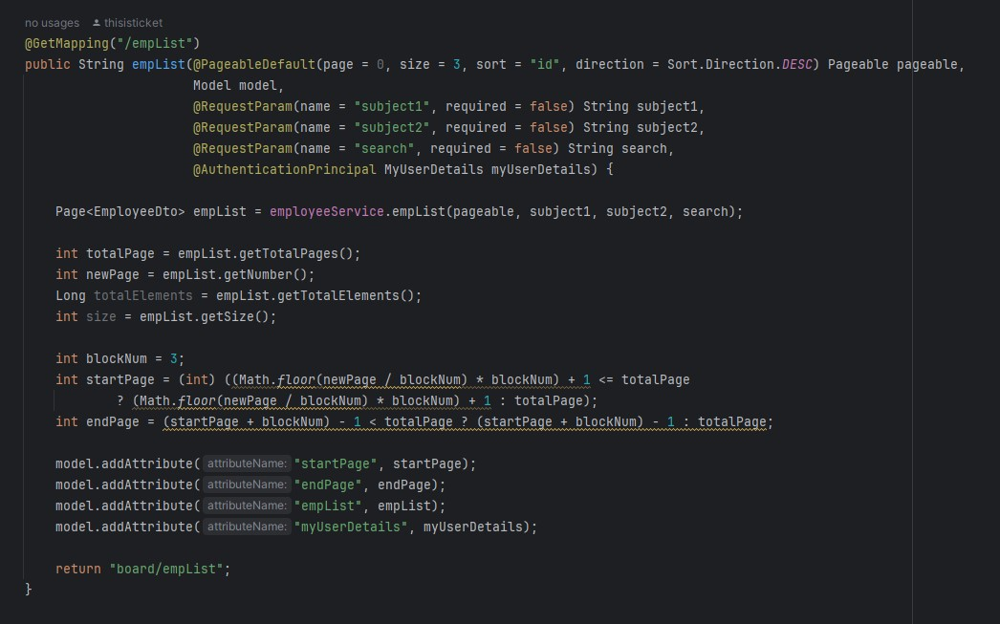 no usages thisisticket
@GetMapping("/empList")
public String empList(@PageableDefault(page = 0, size = 3, sort = "id", direction = Sort.Direction.DESC) Pageable pageable,
Model model,
@RequestParam(name = "subject1", required = false) String subject1,
@RequestParam(name = "subject2", required = false) String subject2,
@RequestParam(name = "search", required = false) String search,
@AuthenticationPrincipal MyUserDetails myUserDetails) {
Page<EmployeeDto> empList = employeeService.empList(pageable, subject1, subject2, search);
int totalPage = empList.getTotalPages();
int newPage = empList.getNumber();
Long totalElements = empList.getTotalElements();
int size = empList.getSize();
int blockNum = 3;
int startPage = (int) ((Math.floor(newPage / blockNum) * blockNum) + 1 <= totalPage
? (Math.floor(newPage / blockNum) * blockNum) + 1 : totalPage);
int endPage = (startPage + blockNum) - 1 < totalPage ? (startPage + blockNum) - 1 : totalPage;
model.addAttribute( attributeName: "startPage", startPage);
model.addAttribute( attributeName: "endPage", endPage);
model.addAttribute( attributeName: "empList", empList);
model.addAttribute( attributeName: "myUserDetails", myUserDetails);
return "board/empList";
}